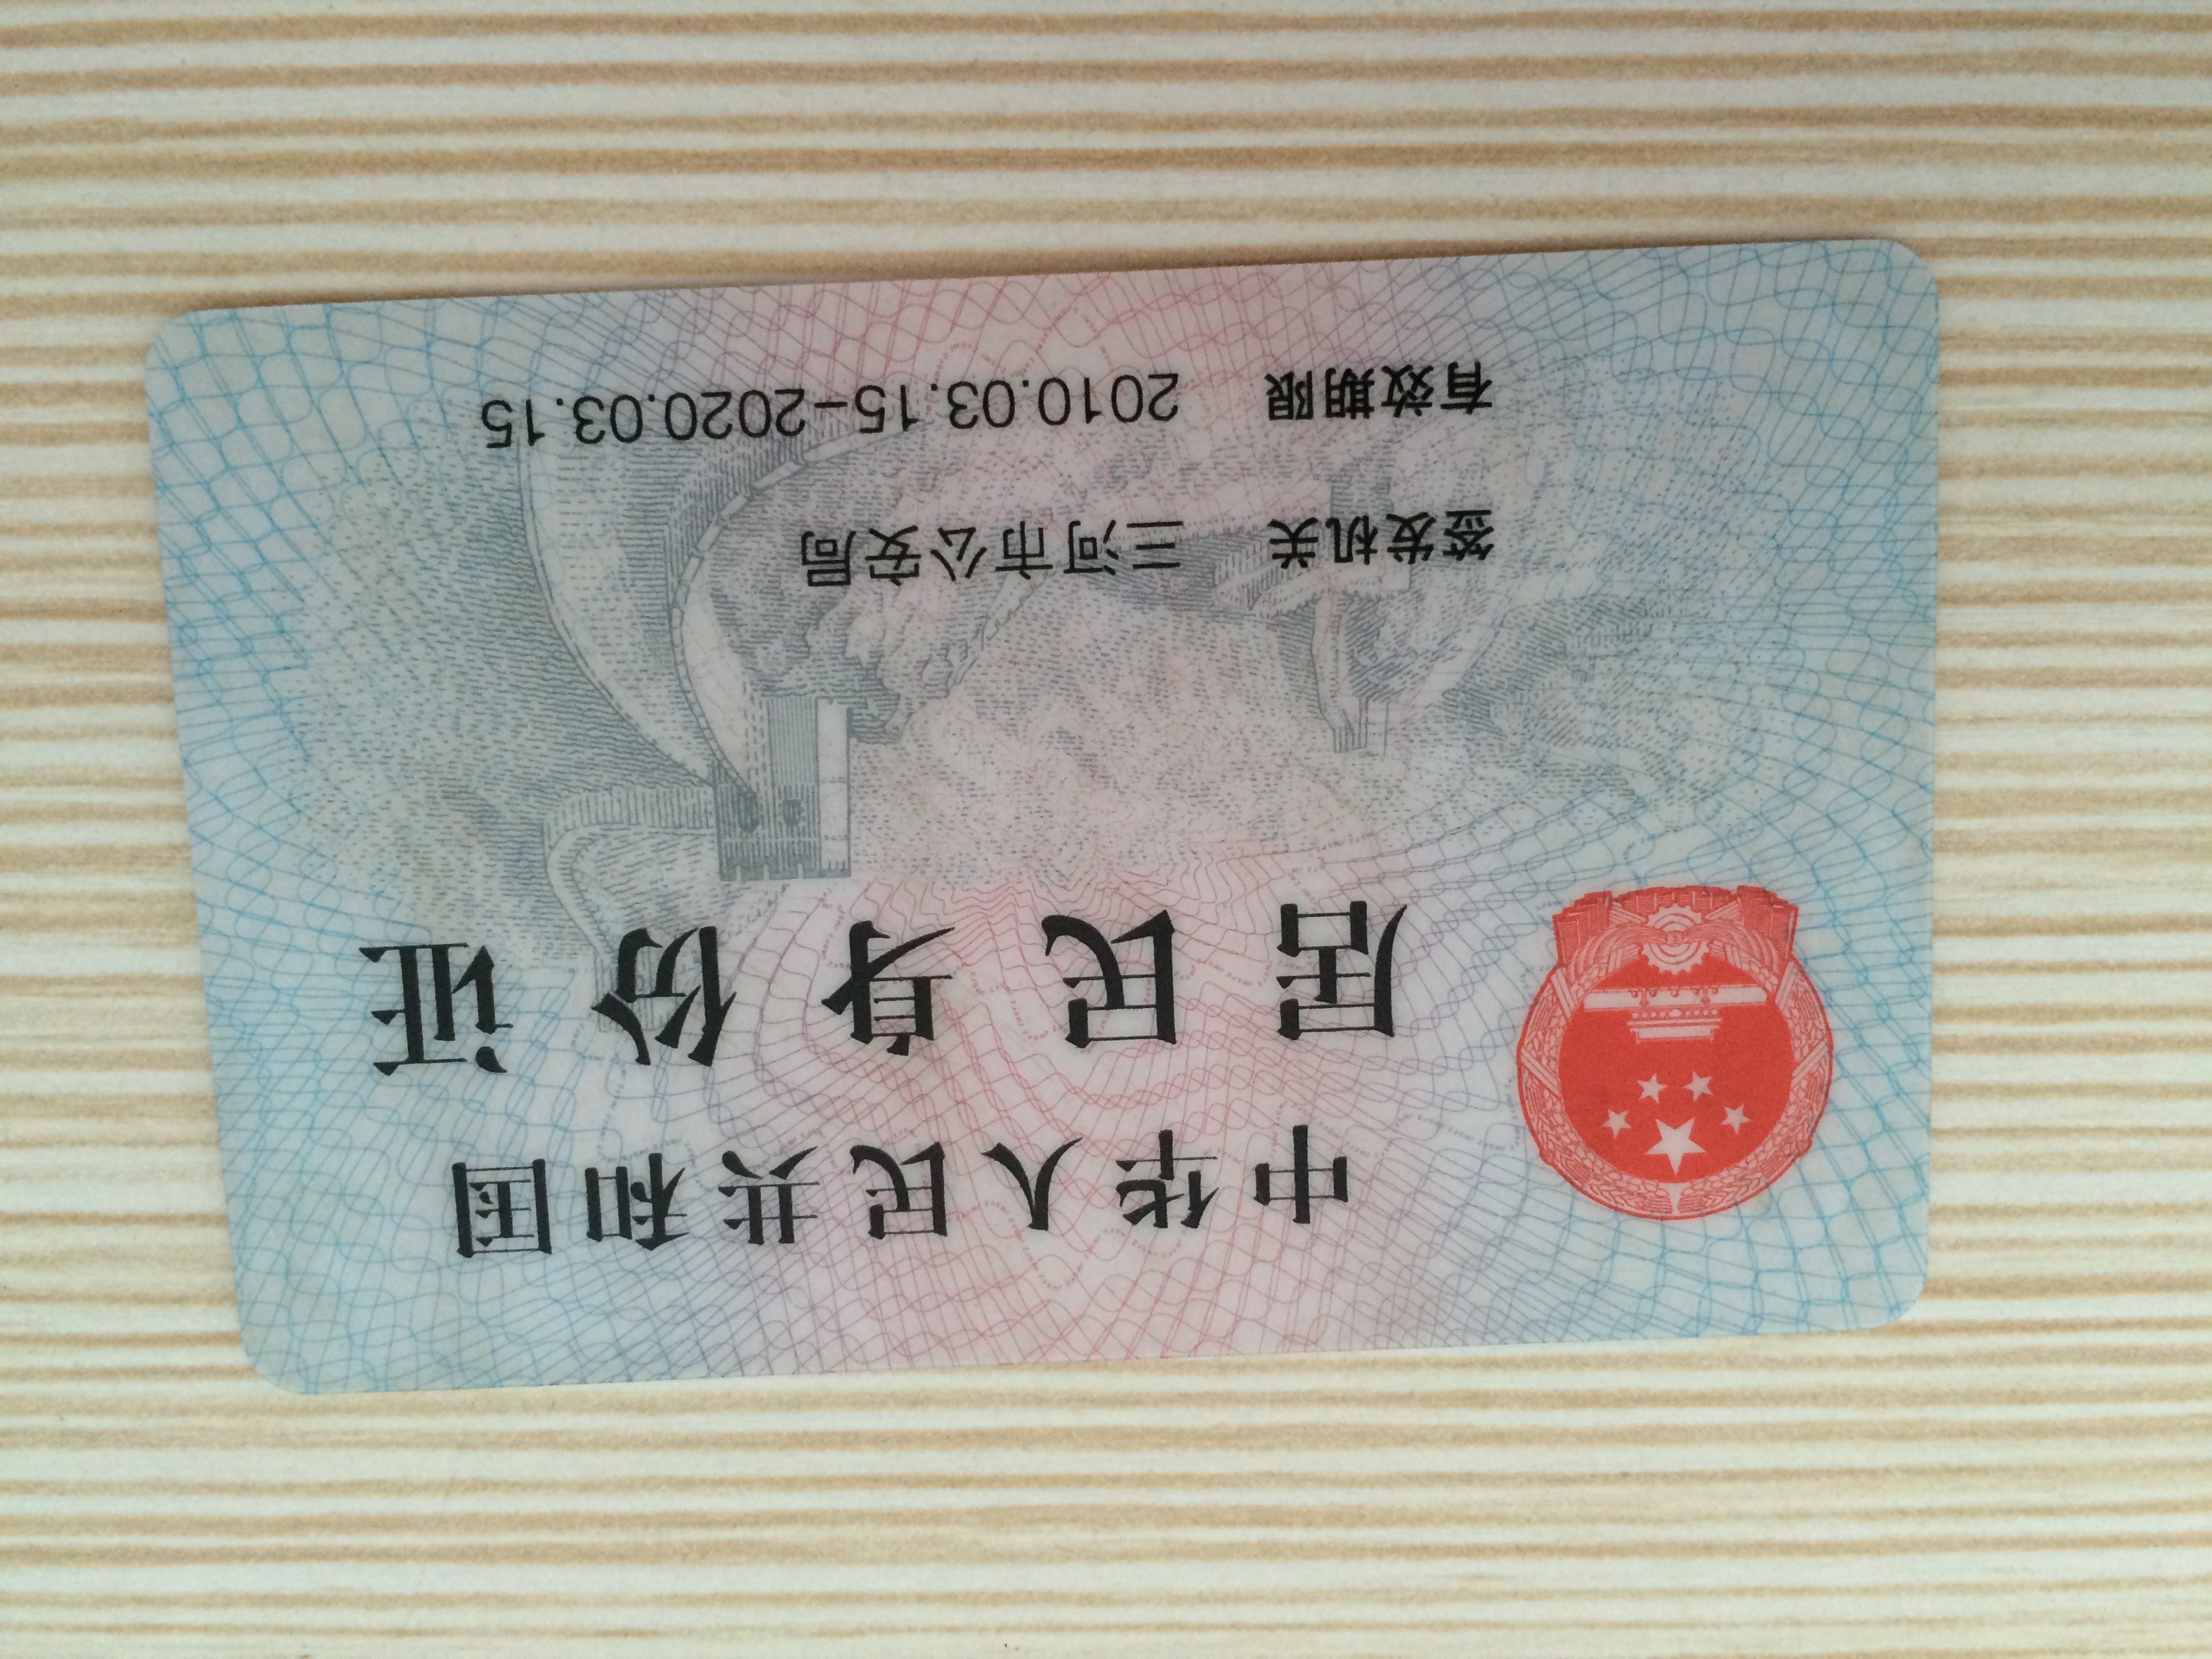 中华人民共和国
居民身份证
签发机关 三河市公安局
有效期限 2010.03.15-2020.03.15